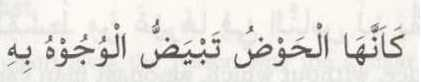 كَاَنَّهَا الْحَوْضُ تَبْيَضُّ الْوُجُوْهُ بِهٖ